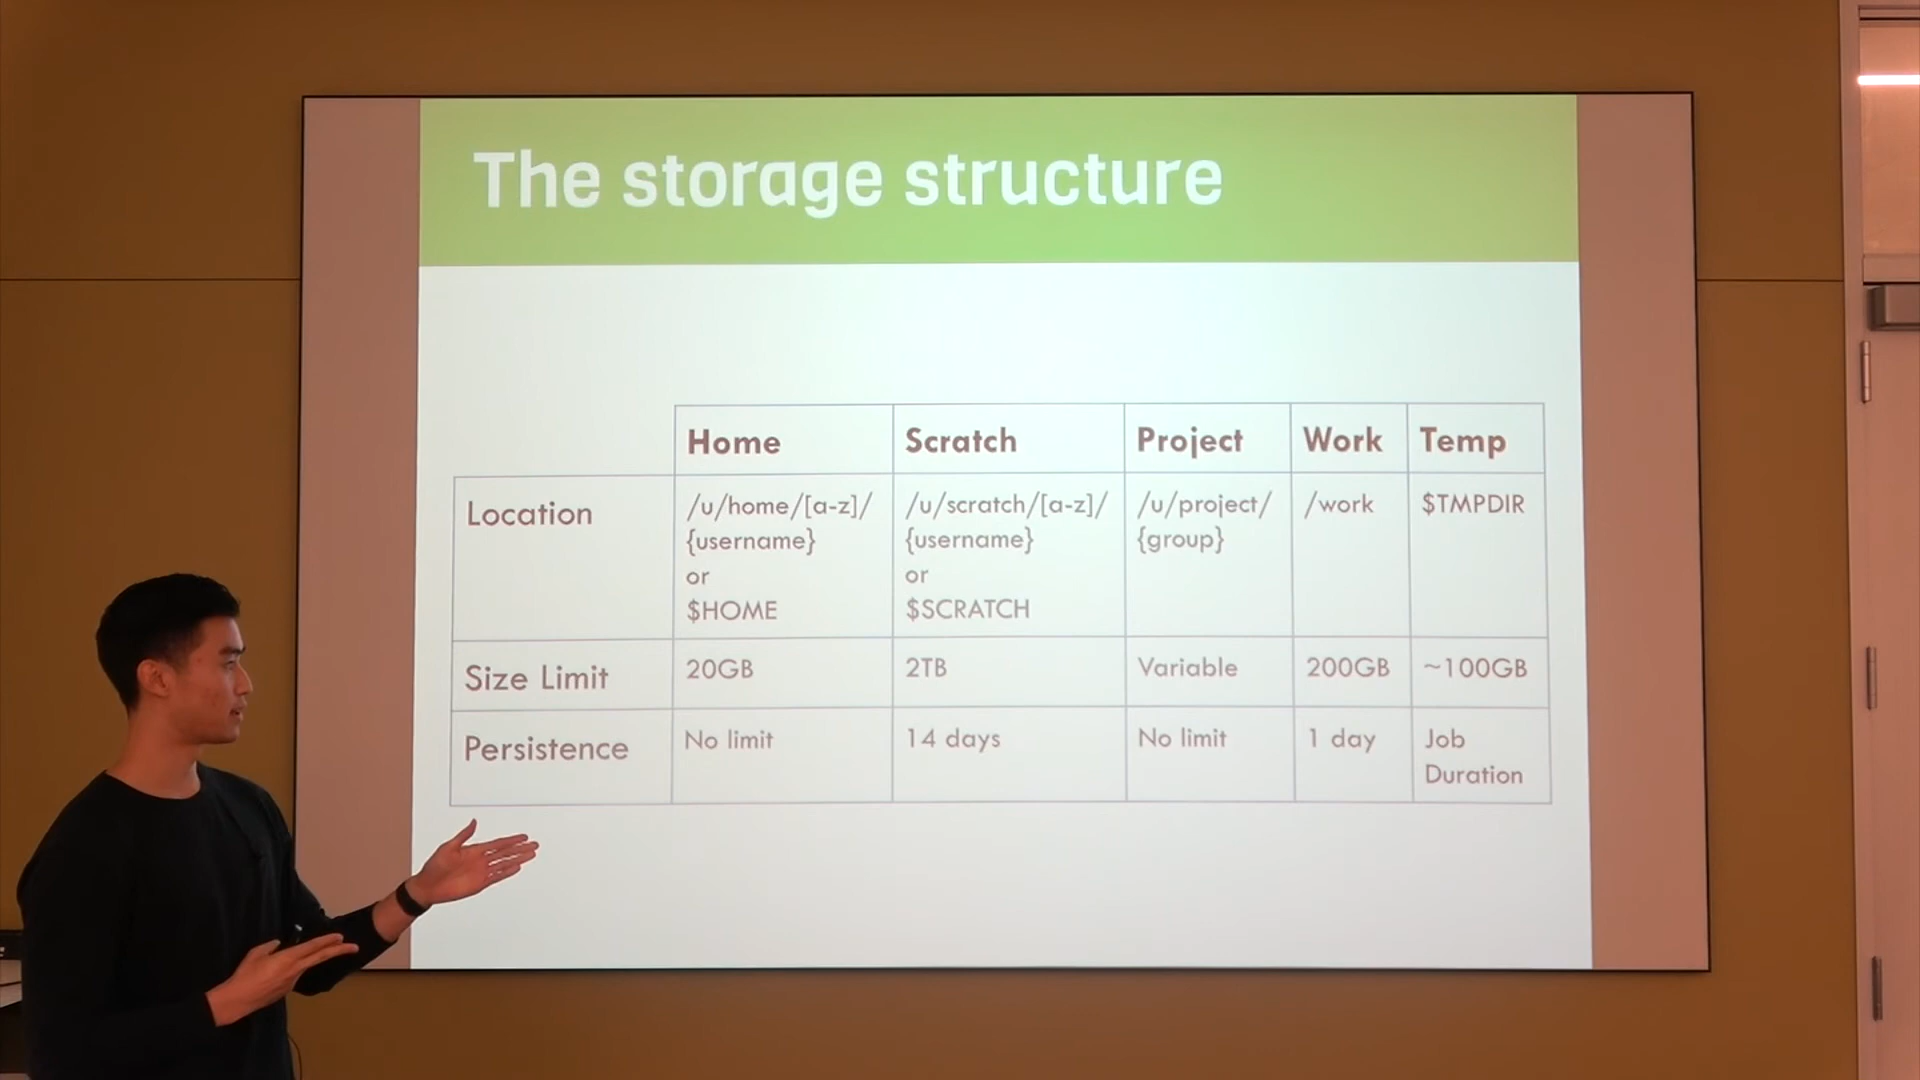 The storage structure
Home Scratch Project Work Temp
Location
/u/home/[a-z]/
{username}
or
$HOME
/u/scratch/[a-z]/
{username}
or
$SCRATCH
/u/project/
{group}
/work
$TMPDIR
Size Limit 20GB 2TB Variable 200GB ~100GB
Persistence No limit 14 days No limit 1 day Job
Duration